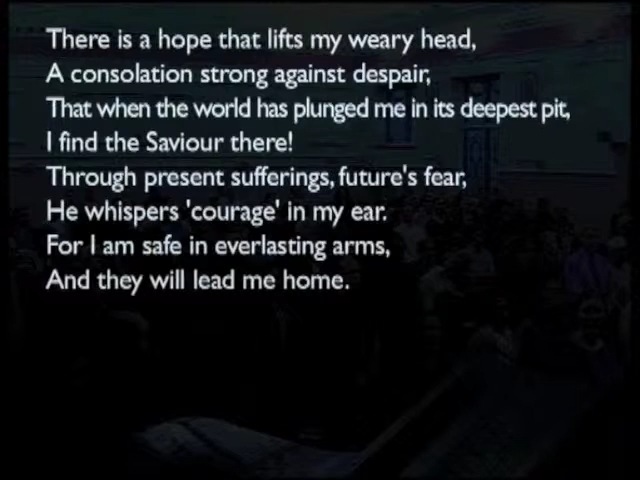 There is a hope that lifts my weary head,
A consolation strong against despair,
That when the world has plunged me in its deepest pit,
I find the Saviour there!
Through present sufferings, future's fear,
He whispers 'courage' in my ear.
For I am safe in everlasting arms,
And they will lead me home.